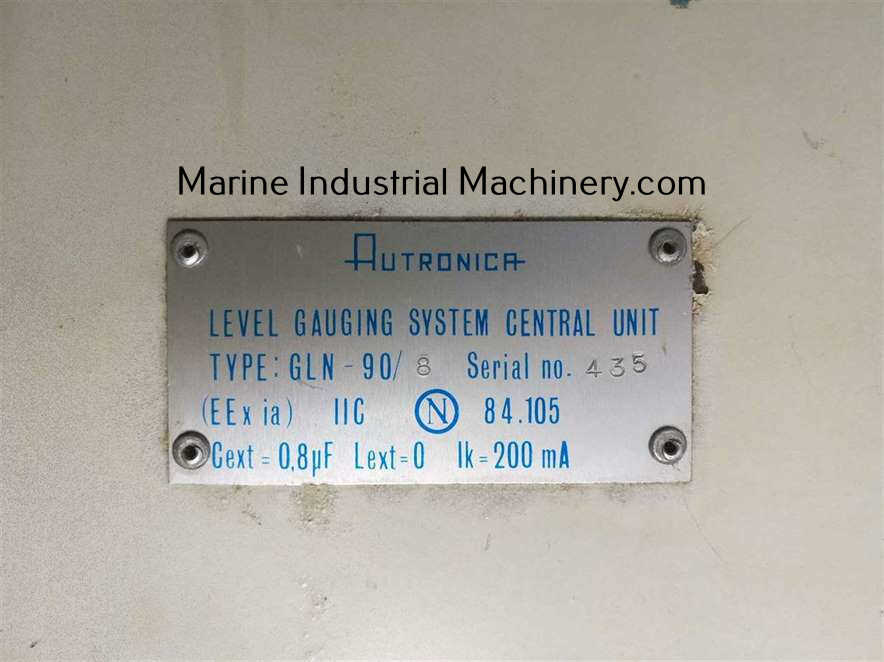 Marine Industrial Machinery.com
AUTRONICA
LEVEL GAUGING SYSTEM CENTRAL UNIT
TYPE: GLN - 90/ 8 Serial no. 435
(EEx ia) IIC N 84.105
Cext = 0,8µF Lext = 0 Ik = 200 mA